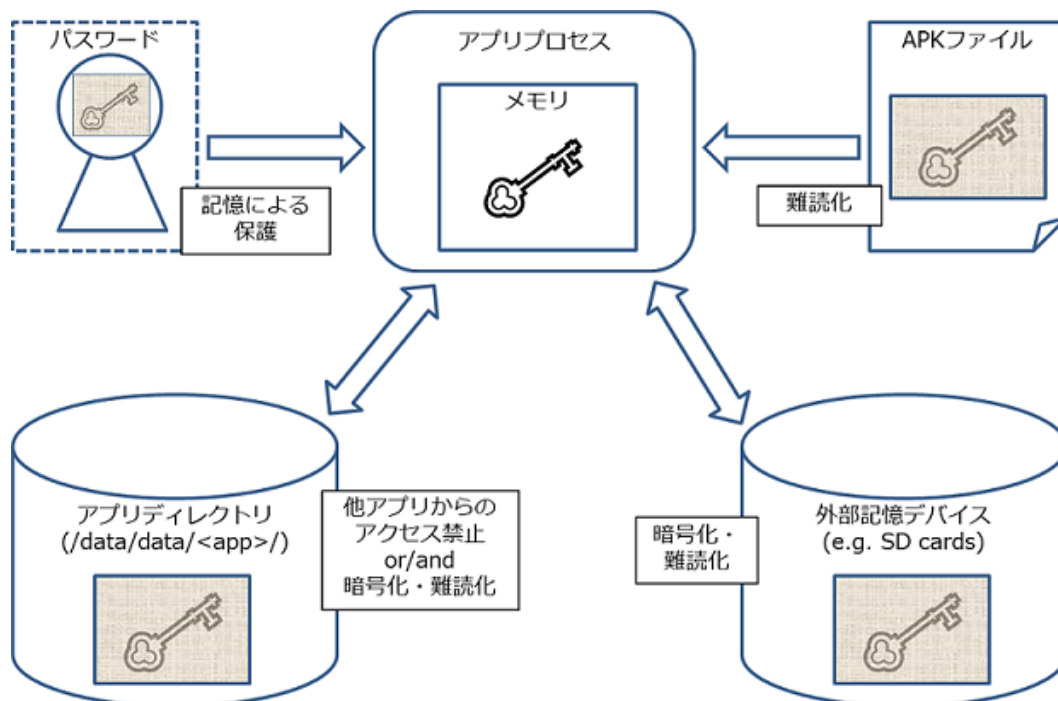 パスワード
アプリプロセス
APKファイル
メモリ
記憶による
保護
難読化
アプリディレクトリ
(/data/data/<app>/)
他アプリからの
アクセス禁止
or/and
暗号化・難読化
暗号化・
難読化
外部記憶デバイス
(e.g. SD cards)